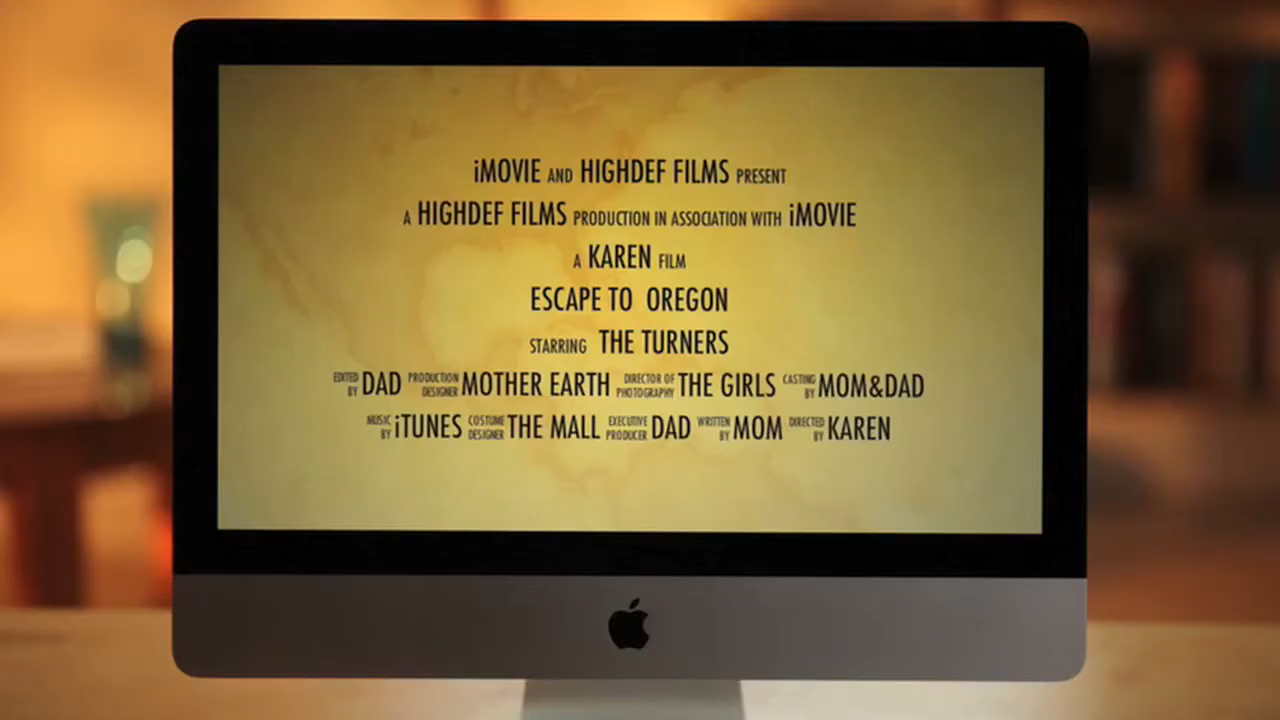 iMOVIE AND HIGHDEF FILMS PRESENT
A HIGHDEF FILMS PRODUCTION IN ASSOCIATION WITH iMOVIE
A KAREN FILM
ESCAPE TO OREGON
STARRING THE TURNERS
EDITED BY DAD PRODUCTION DESIGNER MOTHER EARTH DIRECTOR OF PHOTOGRAPHY THE GIRLS CASTING BY MOM&DAD
MUSIC BY iTUNES COSTUME DESIGNER THE MALL EXECUTIVE PRODUCER DAD WRITTEN BY MOM DIRECTED BY KAREN